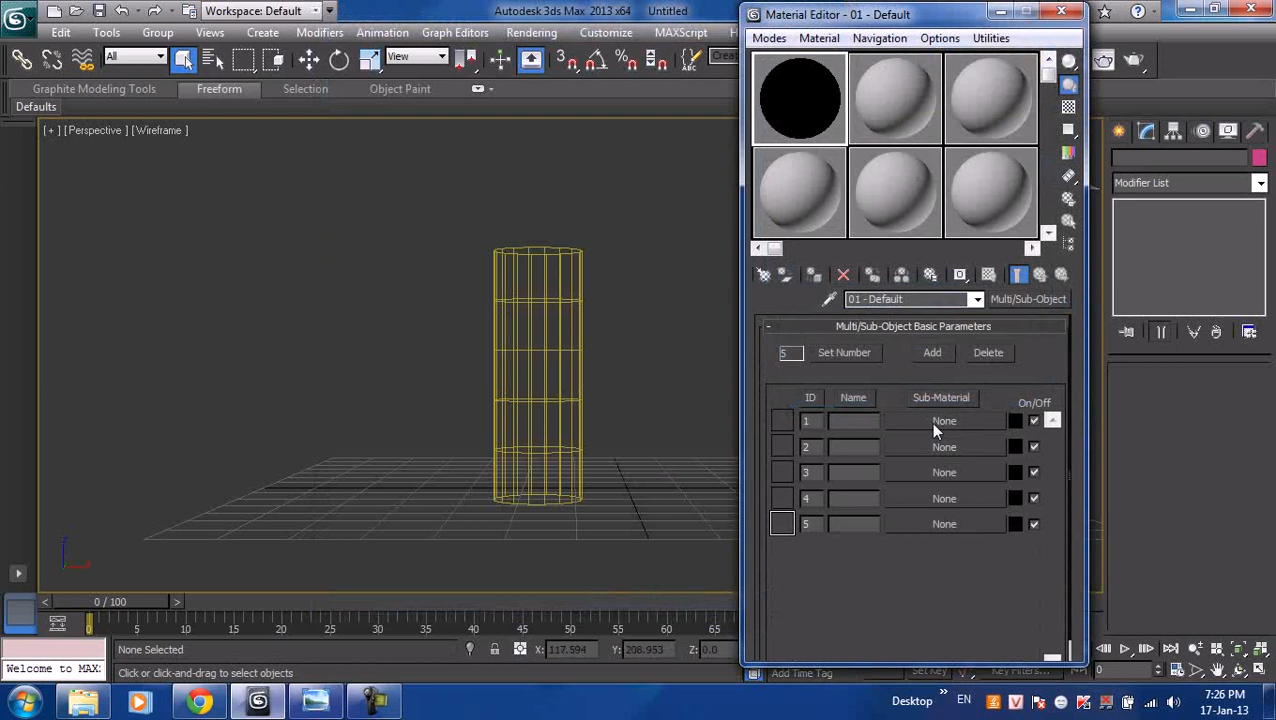 Workspace: Default
Autodesk 3ds Max 2013 x64
Untitled
Edit Tools Group Views Create Modifiers Animation Graph Editors Rendering Customize MAXScript
All
View
Graphite Modeling Tools Freeform Selection Object Paint
Defaults
[ + ] [Perspective ] [Wireframe ]
Material Editor - 01 - Default
Modes Material Navigation Options Utilities
01 - Default Multi/Sub-Object
- Multi/Sub-Object Basic Parameters
5 Set Number Add Delete
ID Name Sub-Material On/Off
1 None
2 None
3 None
4 None
5 None
Modifier List
z
0 / 100
0 5 10 15 20 25 30 35 40 45 50 55 60 65
None Selected X: 117.594 Y: 208.953 Z: 0.0
Welcome to MAX Click or click-and-drag to select objects
Add Time Tag
Set Key Key Filters...
0
Desktop EN
7:26 PM
17-Jan-13